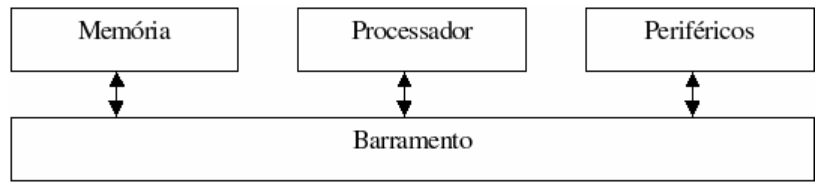 Memória
Processador
Periféricos
Barramento